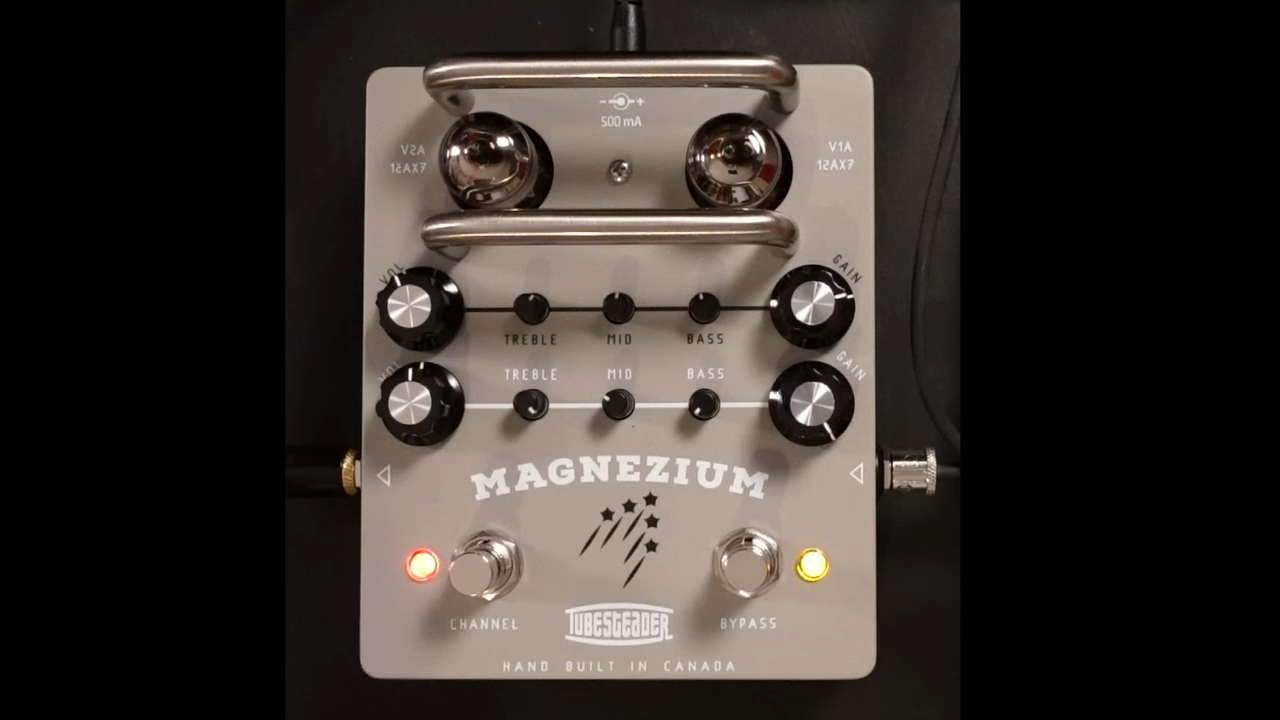 - +
500 mA
V2A
12AX7
V1A
12AX7
VOL
GAIN
TREBLE MID BASS
VOL
GAIN
TREBLE MID BASS
MAGNEZIUM
CHANNEL
BYPASS
TUBESTEADER
HAND BUILT IN CANADA